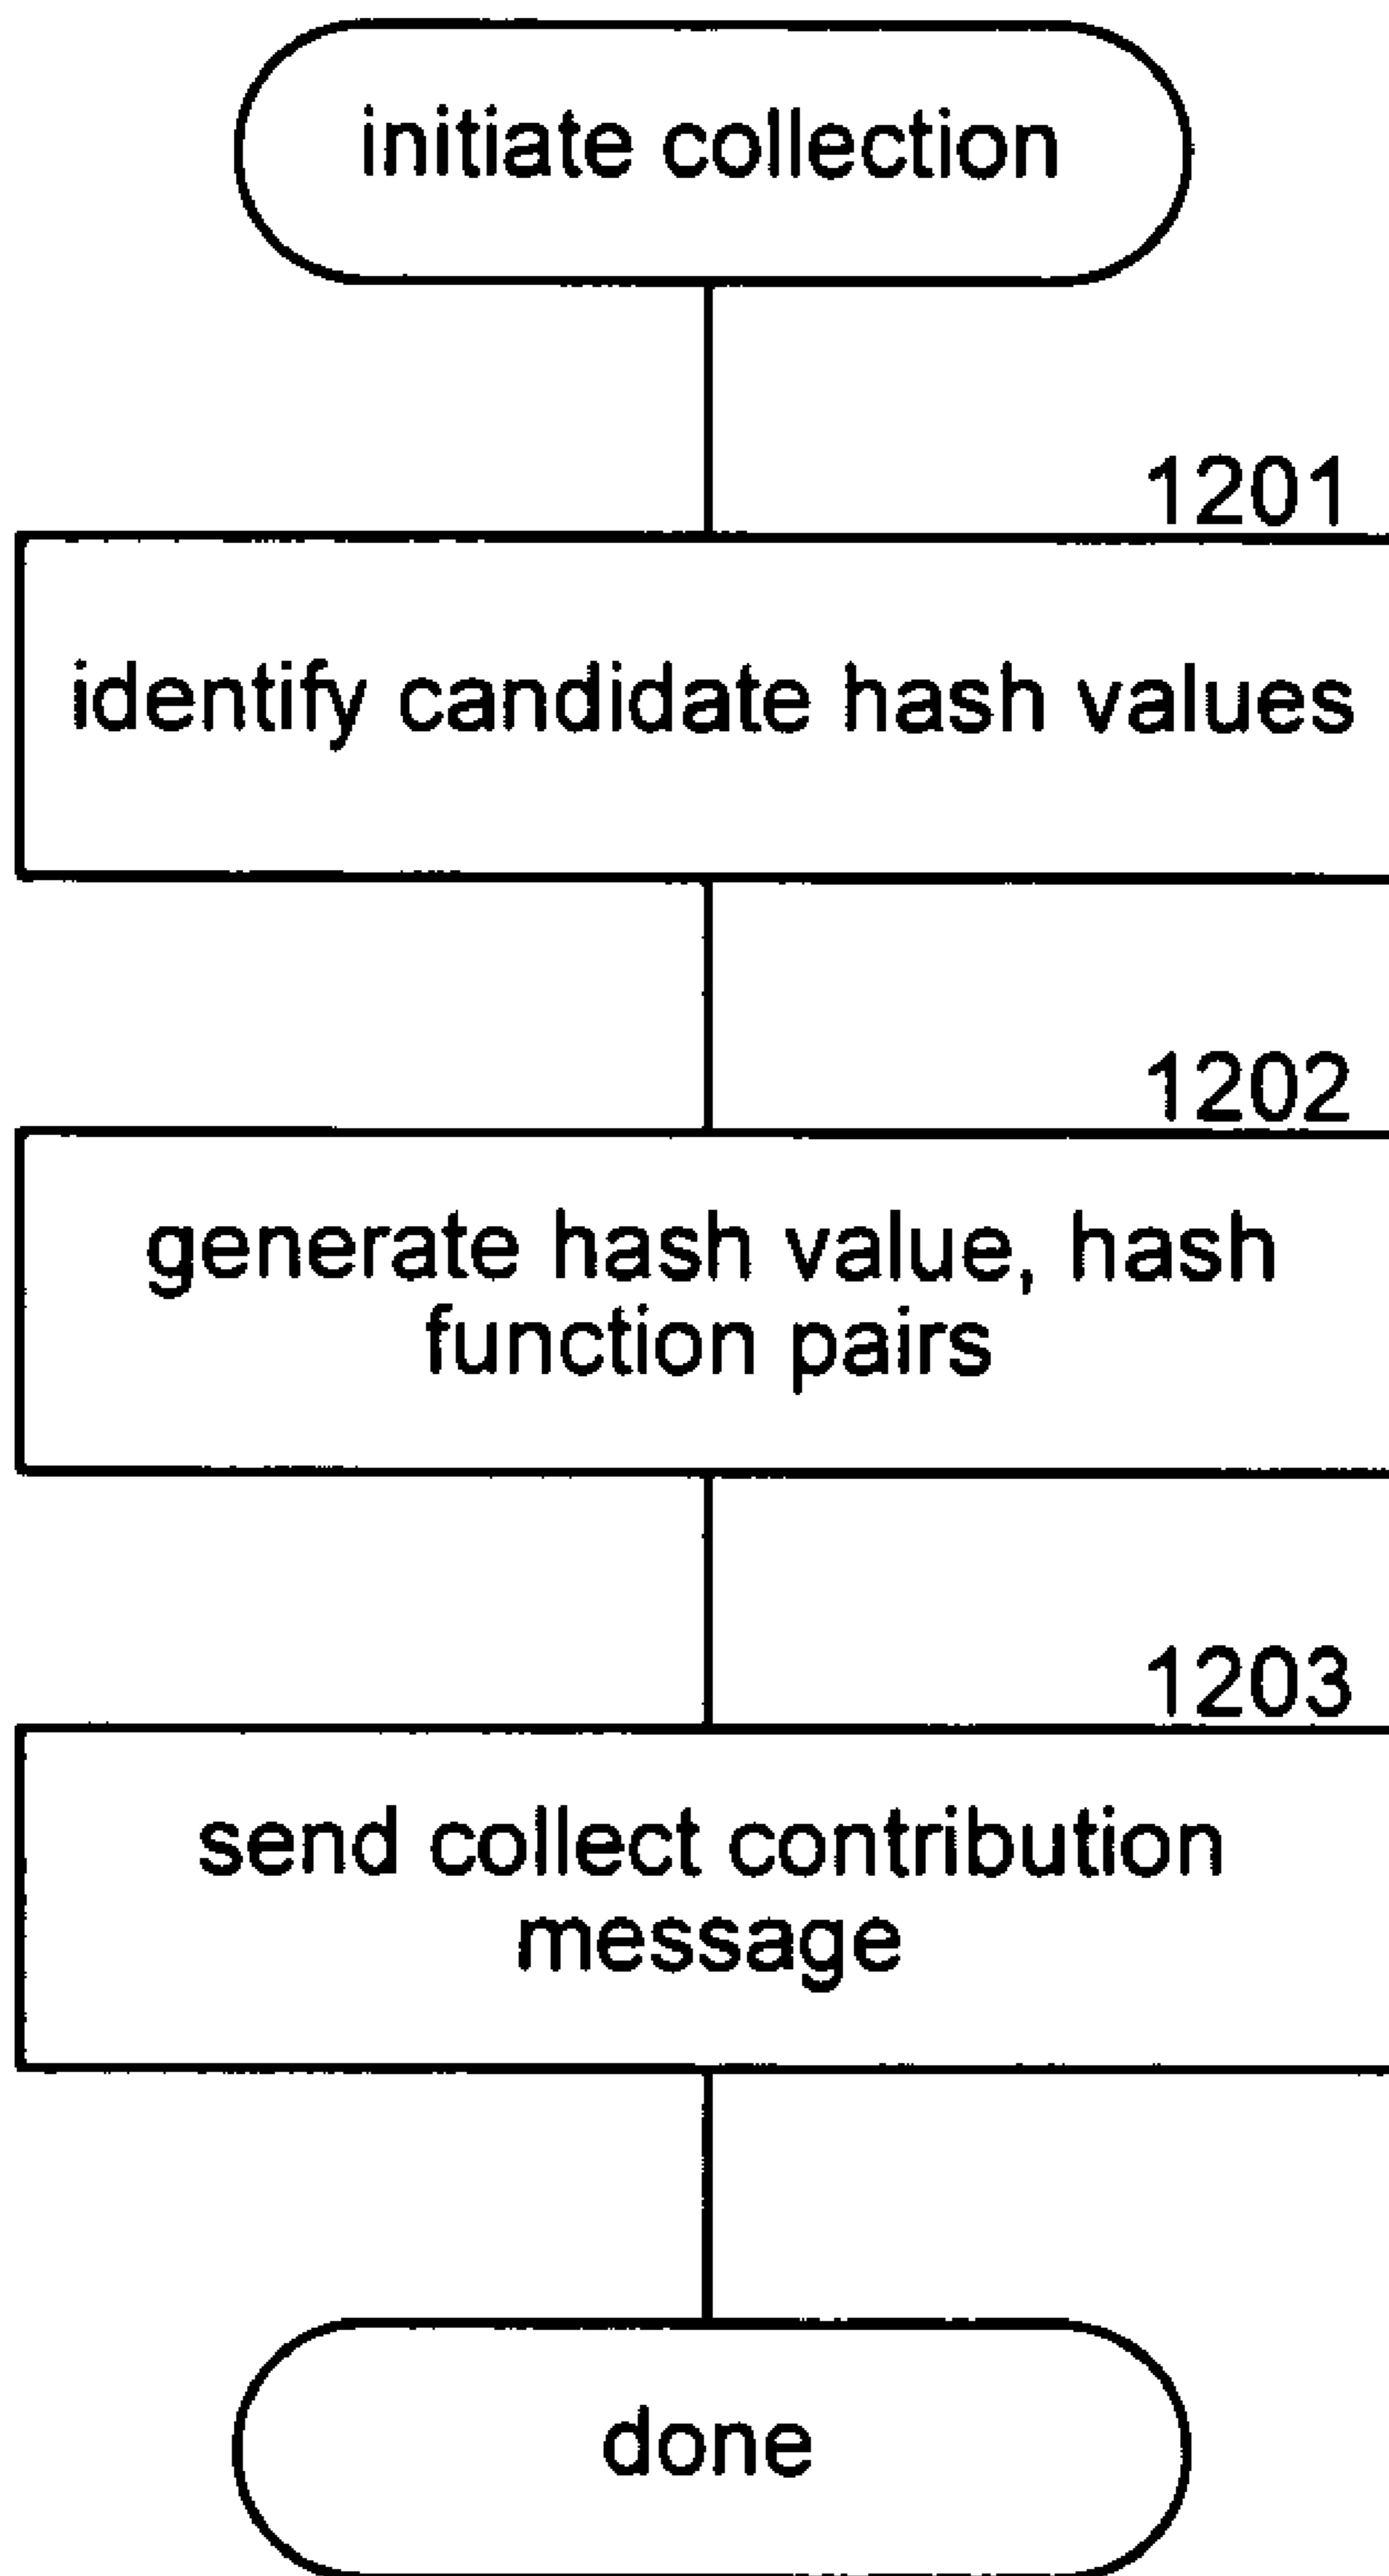 initiate collection
1201
identify candidate hash values
1202
generate hash value, hash
function pairs
1203
send collect contribution
message
done